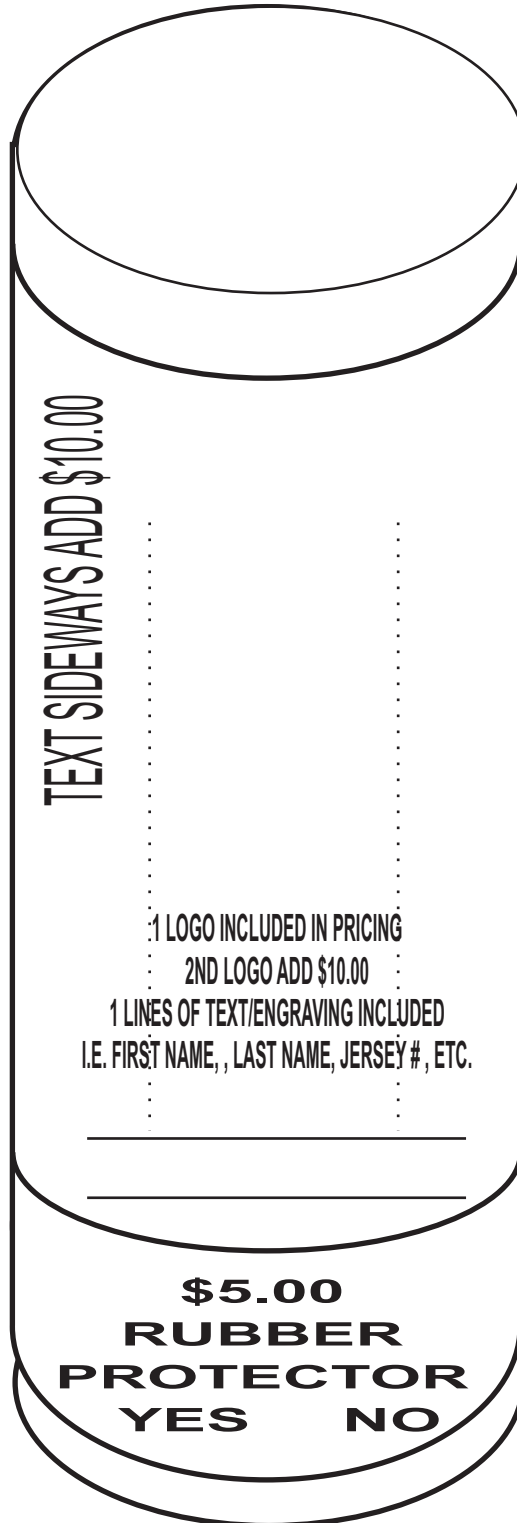 TEXT SIDEWAYS ADD $10.00
1 LOGO INCLUDED IN PRICING
2ND LOGO ADD $10.00
1 LINES OF TEXT/ENGRAVING INCLUDED
I.E. FIRST NAME, , LAST NAME, JERSEY # , ETC.
$5.00
RUBBER
PROTECTOR
YES NO